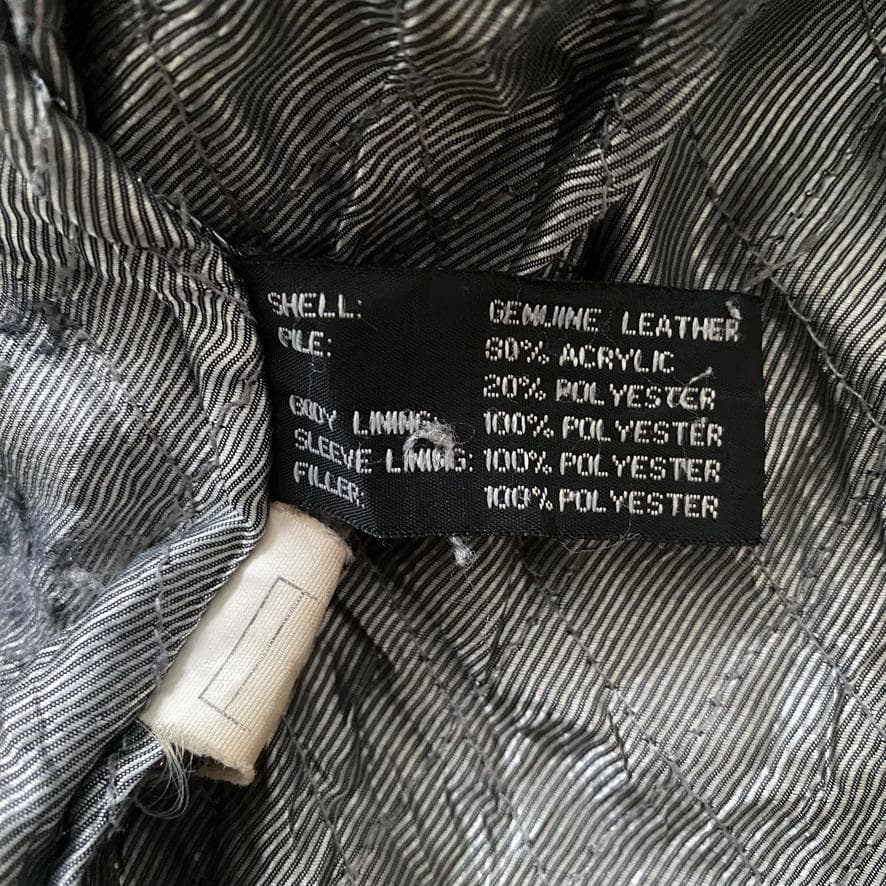 SHELL: GENUINE LEATHER
PILE: 80% ACRYLIC
20% POLYESTER
BODY LINING: 100% POLYESTER
SLEEVE LINING: 100% POLYESTER
FILLER: 100% POLYESTER